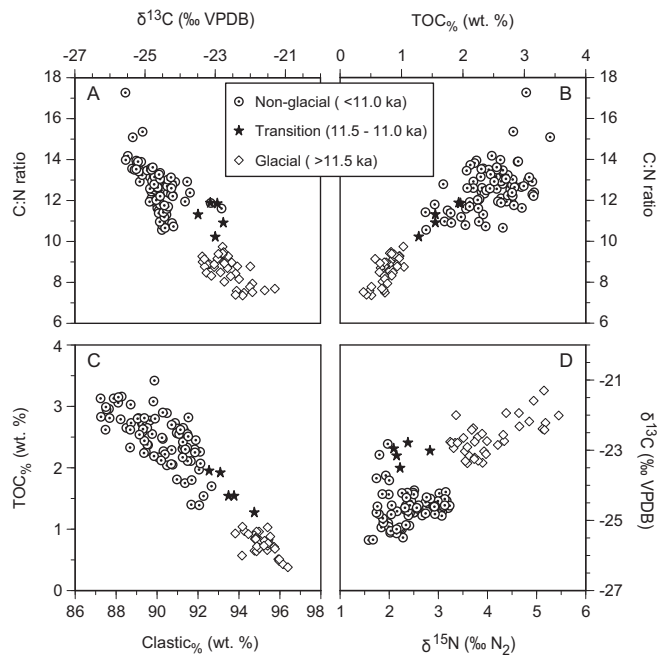 δ13C (‰ VPDB)
TOC% (wt. %)
-25 -23 -21
0 1 2 3 4
18 16 14 12 10 8 6
C:N ratio
A
Non-glacial ( <11.0 ka)
Transition (11.5 - 11.0 ka)
Glacial (>11.5 ka)
B
18 16 14 12 10 8 6
C:N ratio
4 3 2 1 0
TOC% (wt. %)
C
D
-21 -23 -25 -27
δ13C (‰ VPDB)
86 88 90 92 94 96 98
1 2 3 4 5 6
Clastic% (wt. %)
δ15N (‰ N2)